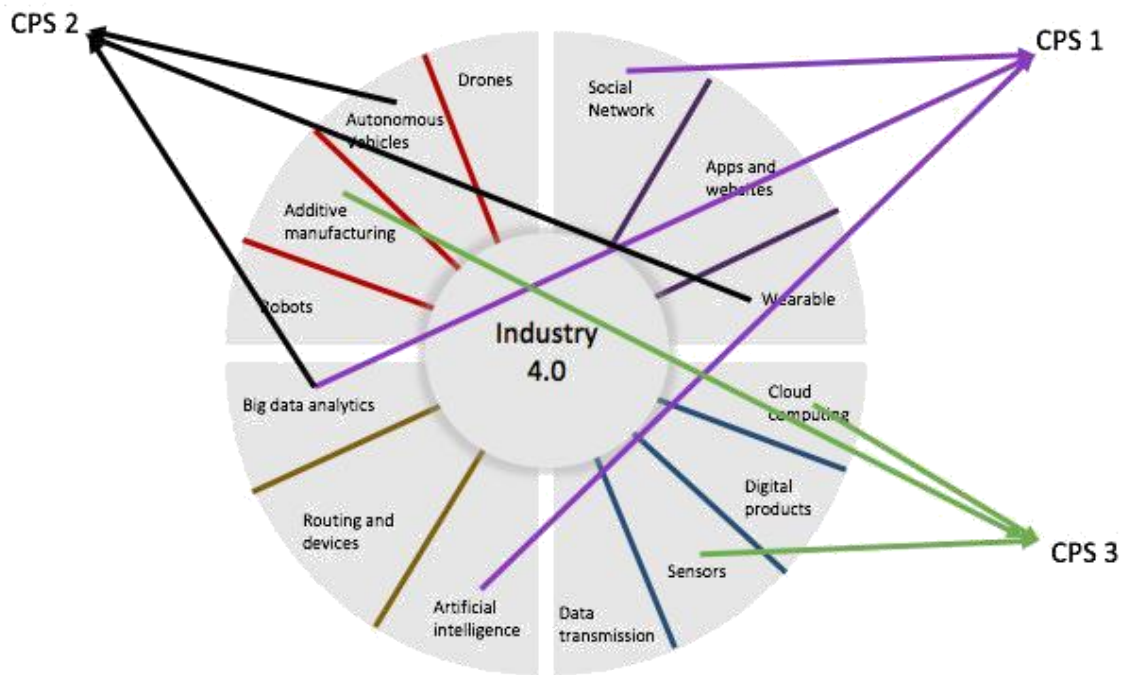 CPS 2
CPS 1
Drones
Social
Network
Autonomous
Vehicles
Apps and
websites
Additive
manufacturing
Robots
Wearable
Industry
4.0
Big data analytics
Cloud
computing
Digital
products
Routing and
devices
Sensors
CPS 3
Artificial
intelligence
Data
transmission